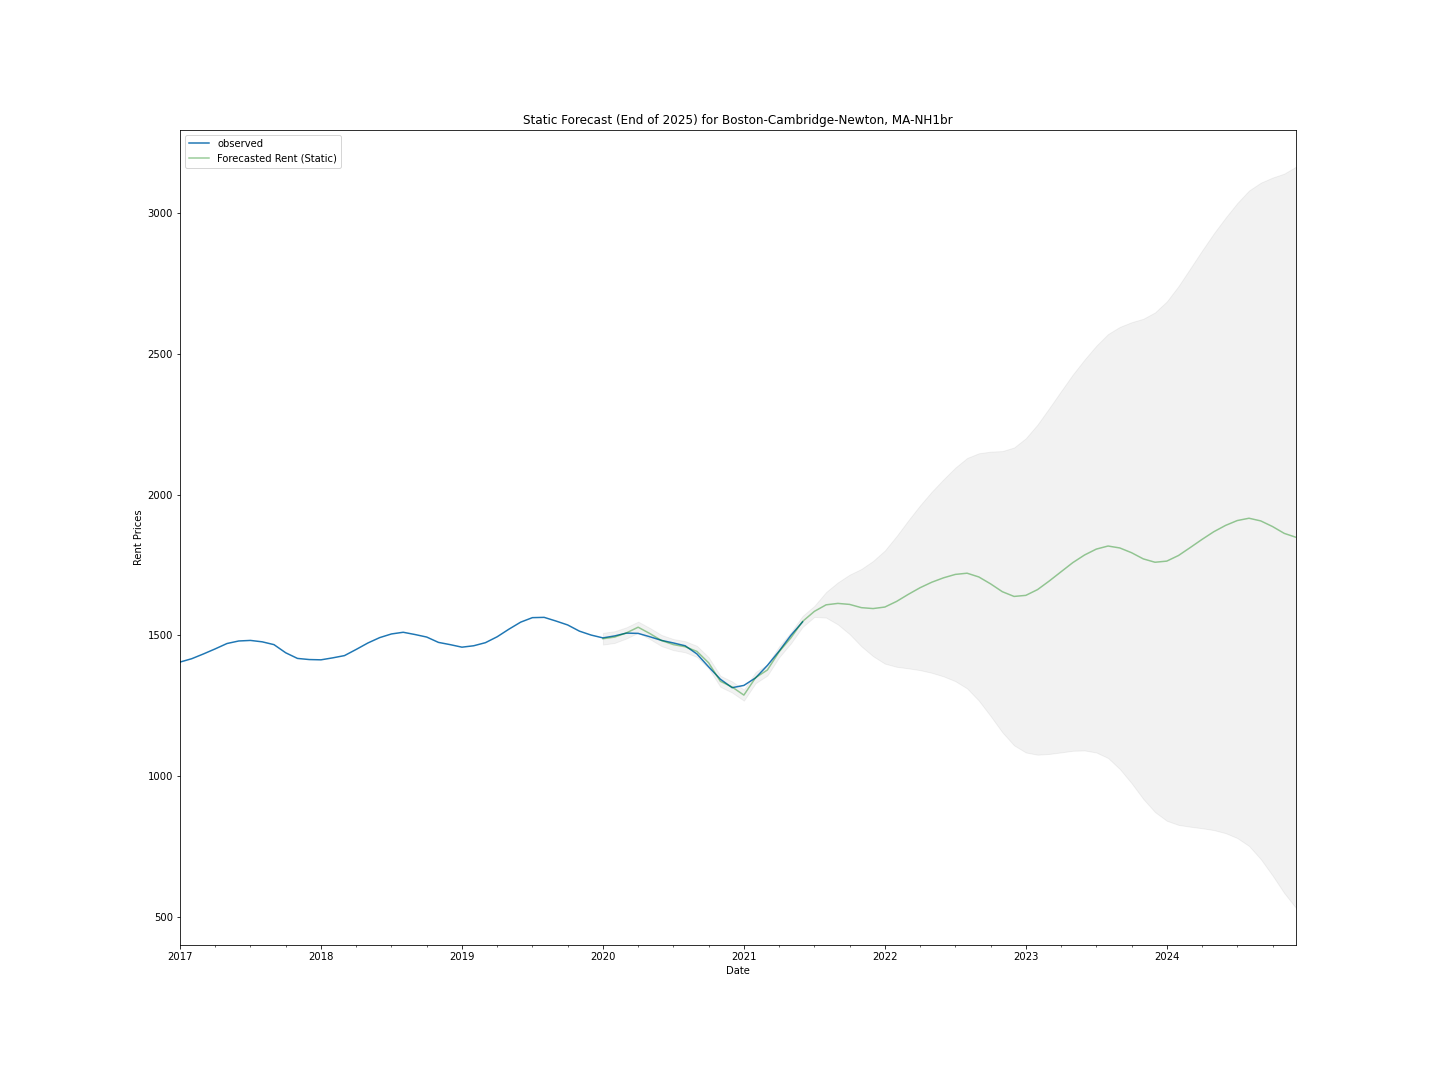 Static Forecast (End of 2025) for Boston-Cambridge-Newton, MA-NH1br
observed
Forecasted Rent (Static)
3000
2500
2000
1500
1000
500
Rent Prices
2017 2018 2019 2020 2021 2022 2023 2024
Date